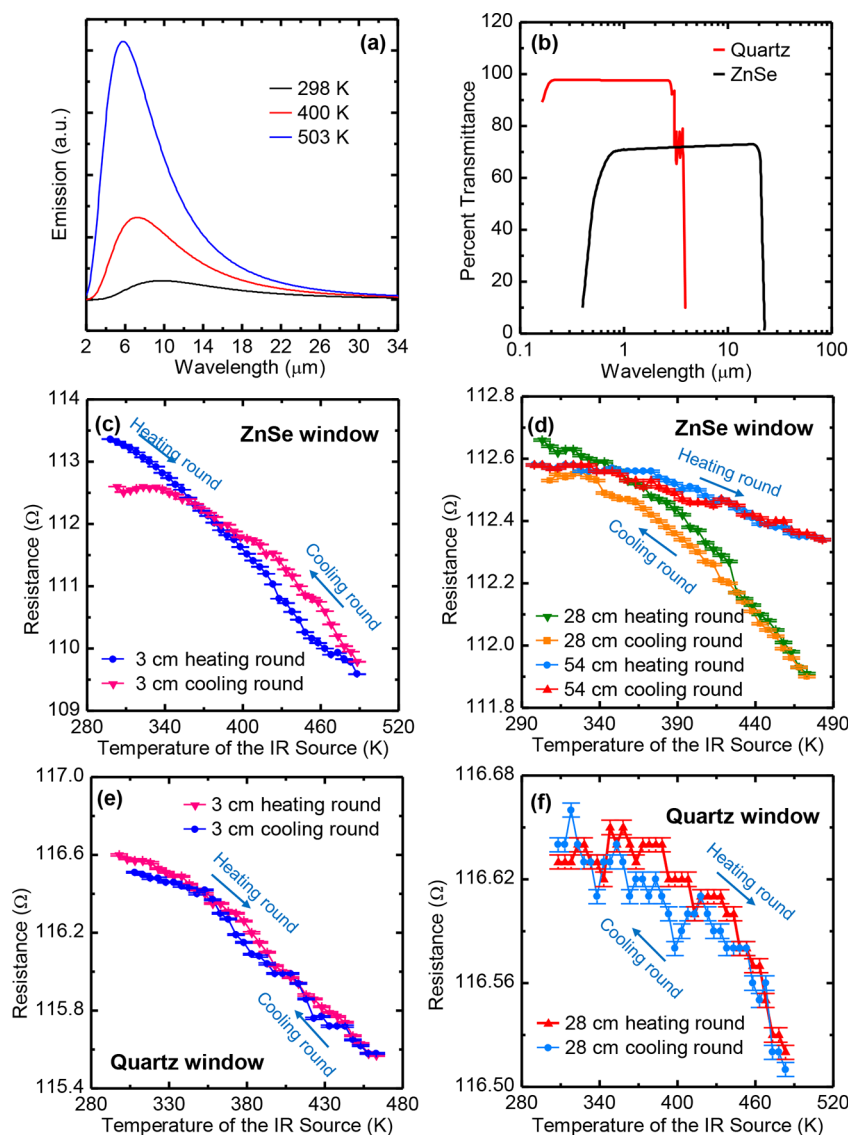 (a)
298 K
400 K
503 K
Emission (a.u.)
2 6 10 14 18 22 26 30 34
Wavelength (μm)
(b)
Quartz
ZnSe
Percent Transmittance
120
100
80
60
40
20
0
0.1 1 10 100
Wavelength (μm)
(c)
ZnSe window
Heating round
Cooling round
3 cm heating round
3 cm cooling round
Resistance (Ω)
114
113
112
111
110
109
280 340 400 460 520
Temperature of the IR Source (K)
(d)
ZnSe window
Heating round
Cooling round
28 cm heating round
28 cm cooling round
54 cm heating round
54 cm cooling round
Resistance (Ω)
112.8
112.6
112.4
112.2
112.0
111.8
290 340 390 440 490
Temperature of the IR Source (K)
(e)
3 cm heating round
3 cm cooling round
Heating round
Cooling round
Quartz window
Resistance (Ω)
117.0
116.6
116.2
115.8
115.4
280 330 380 430 480
Temperature of the IR Source (K)
(f)
Quartz window
Heating round
Cooling round
28 cm heating round
28 cm cooling round
Resistance (Ω)
116.68
116.62
116.56
116.50
280 340 400 460 520
Temperature of the IR Source (K)